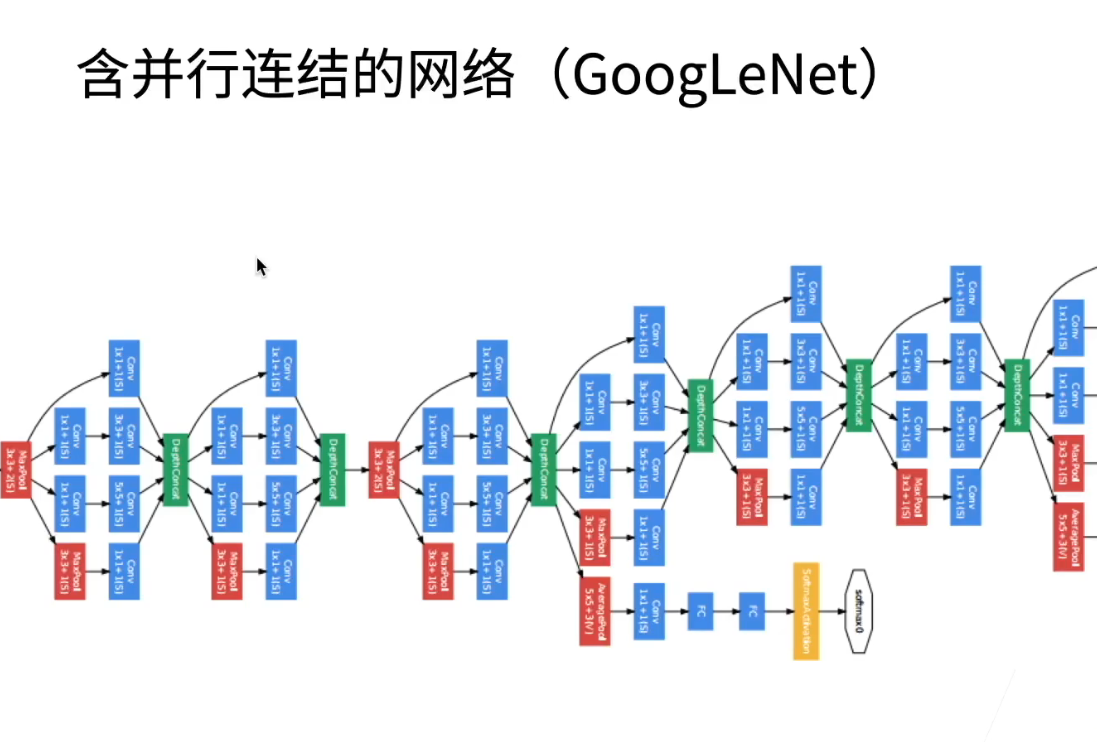 含并行连结的网络（GoogLeNet）
MaxPool
3x3+2(S)
Conv
1x1+1(S)
Conv
1x1+1(S)
MaxPool
3x3+1(S)
Conv
1x1+1(S)
Conv
3x3+1(S)
Conv
5x5+1(S)
Conv
1x1+1(S)
DepthConcat
Conv
1x1+1(S)
Conv
1x1+1(S)
MaxPool
3x3+1(S)
Conv
1x1+1(S)
Conv
3x3+1(S)
Conv
5x5+1(S)
Conv
1x1+1(S)
DepthConcat
MaxPool
3x3+2(S)
Conv
1x1+1(S)
Conv
1x1+1(S)
MaxPool
3x3+1(S)
Conv
1x1+1(S)
Conv
3x3+1(S)
Conv
5x5+1(S)
Conv
1x1+1(S)
DepthConcat
Conv
1x1+1(S)
Conv
1x1+1(S)
MaxPool
3x3+1(S)
AveragePool
5x5+3(V)
Conv
1x1+1(S)
Conv
3x3+1(S)
Conv
5x5+1(S)
Conv
1x1+1(S)
Conv
1x1+1(S)
DepthConcat
FC
FC
SoftmaxActivation
softmax0
Conv
1x1+1(S)
Conv
1x1+1(S)
MaxPool
3x3+1(S)
Conv
1x1+1(S)
Conv
3x3+1(S)
Conv
5x5+1(S)
Conv
1x1+1(S)
DepthConcat
Conv
1x1+1(S)
Conv
1x1+1(S)
MaxPool
3x3+1(S)
Conv
1x1+1(S)
Conv
3x3+1(S)
Conv
5x5+1(S)
Conv
1x1+1(S)
DepthConcat
Conv
1x1+1(S)
Conv
1x1+1(S)
MaxPool
3x3+1(S)
AveragePool
5x5+3(V)